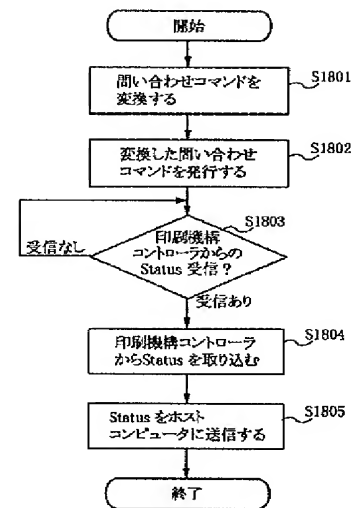 開始
S1801
問い合わせコマンドを
変換する
S1802
変換した問い合わせ
コマンドを発行する
S1803
印刷機構
コントローラからの
Status 受信？
受信なし
受信あり
S1804
印刷機構コントローラ
からStatus を取り込む
S1805
Status をホスト
コンピュータに送信する
終了